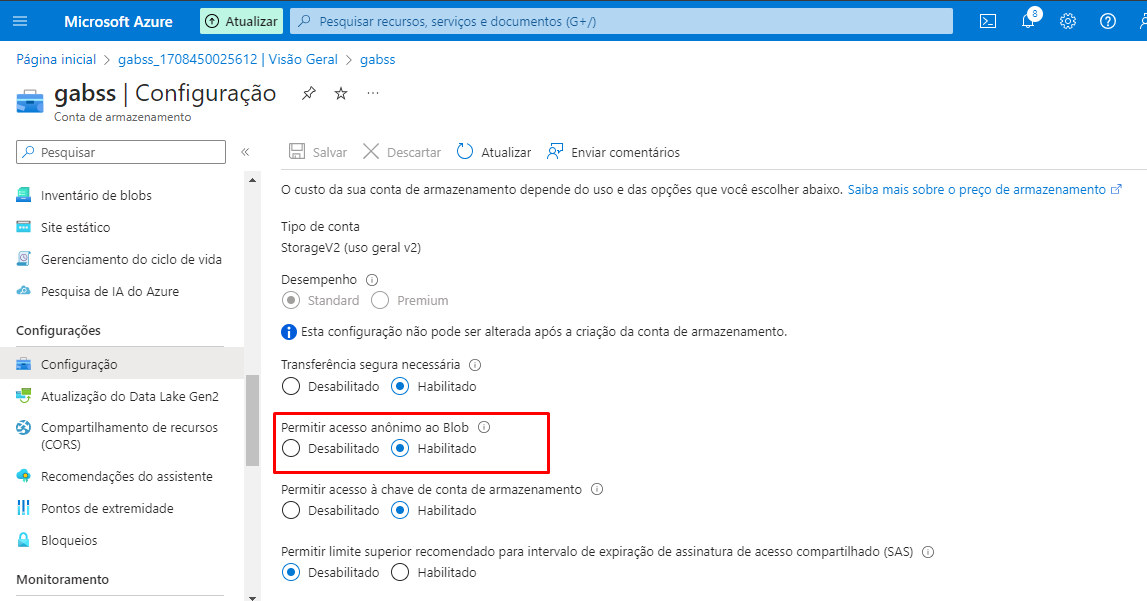 Microsoft Azure
Atualizar
Pesquisar recursos, serviços e documentos (G+/)
8
Página inicial > gabss_1708450025612 | Visão Geral > gabss
gabss | Configuração
Conta de armazenamento
Pesquisar
Inventário de blobs
Site estático
Gerenciamento do ciclo de vida
Pesquisa de IA do Azure
Configurações
Configuração
Atualização do Data Lake Gen2
Compartilhamento de recursos
(CORS)
Recomendações do assistente
Pontos de extremidade
Bloqueios
Monitoramento
Salvar Descartar Atualizar Enviar comentários
O custo da sua conta de armazenamento depende do uso e das opções que você escolher abaixo. Saiba mais sobre o preço de armazenamento
Tipo de conta
StorageV2 (uso geral v2)
Desempenho
Standard Premium
Esta configuração não pode ser alterada após a criação da conta de armazenamento.
Transferência segura necessária
Desabilitado Habilitado
Permitir acesso anônimo ao Blob
Desabilitado Habilitado
Permitir acesso à chave de conta de armazenamento
Desabilitado Habilitado
Permitir limite superior recomendado para intervalo de expiração de assinatura de acesso compartilhado (SAS)
Desabilitado Habilitado